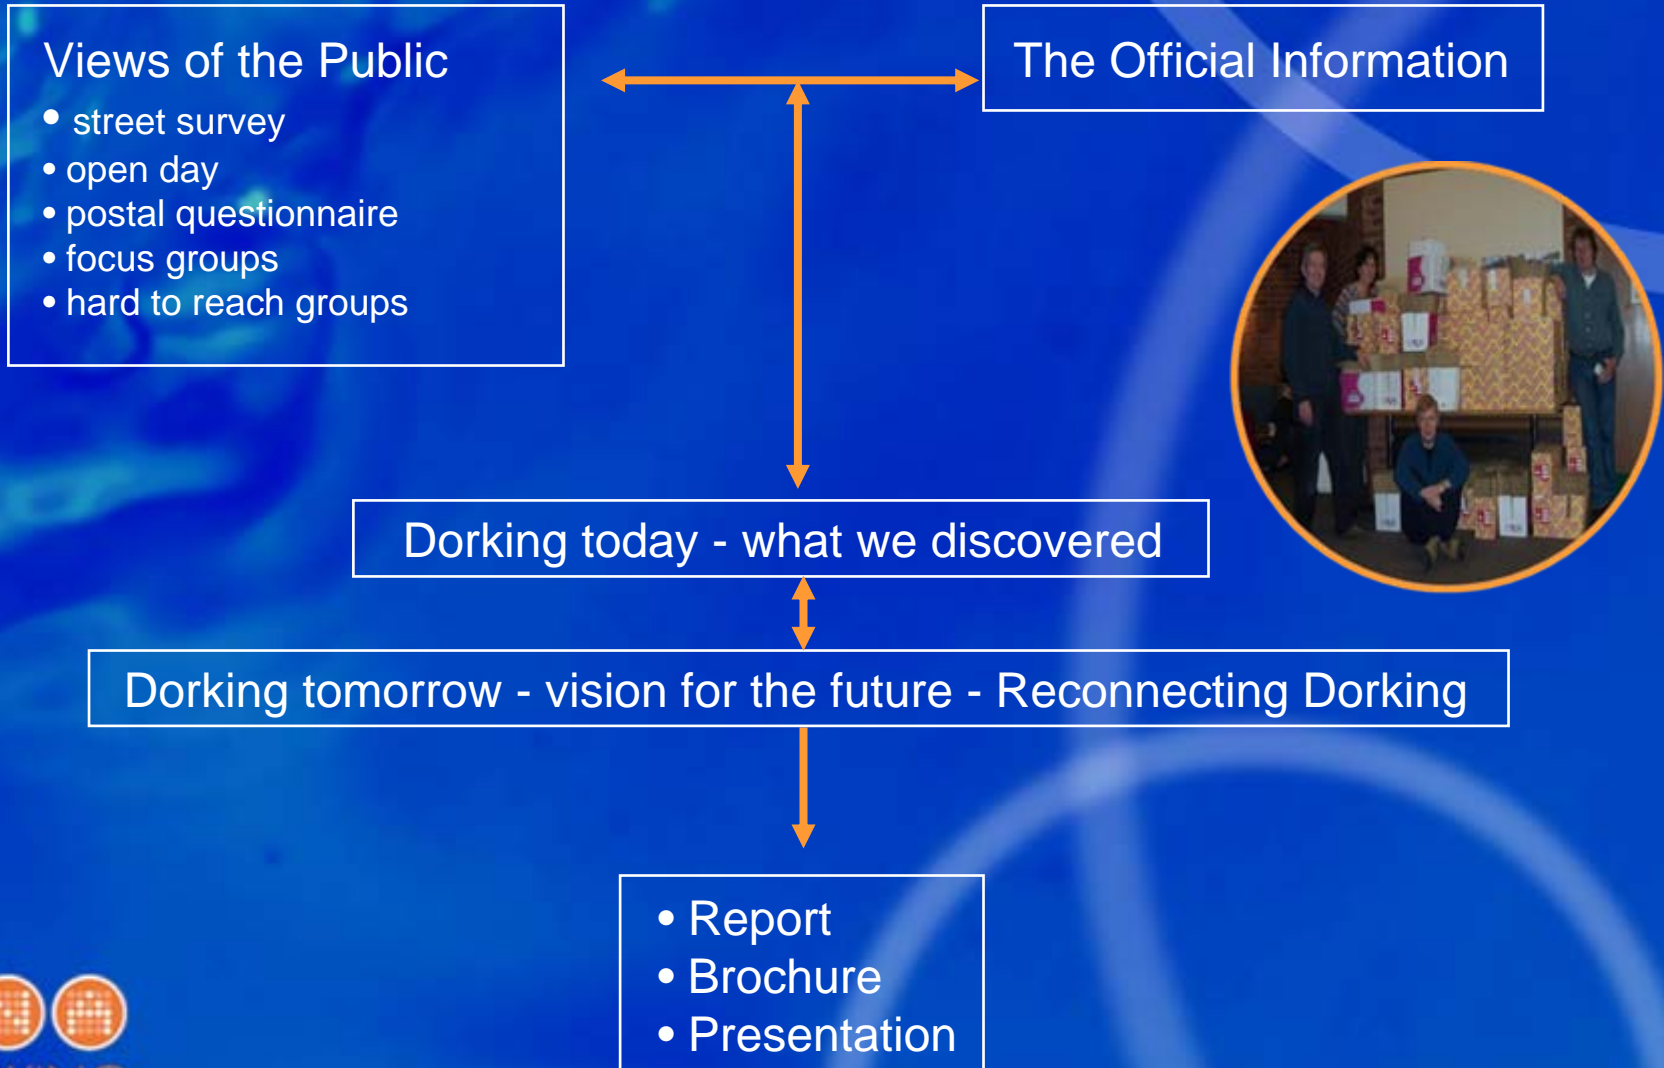 Views of the Public
• street survey
• open day
• postal questionnaire
• focus groups
• hard to reach groups
The Official Information
Dorking today - what we discovered
Dorking tomorrow - vision for the future - Reconnecting Dorking
• Report
• Brochure
• Presentation
A